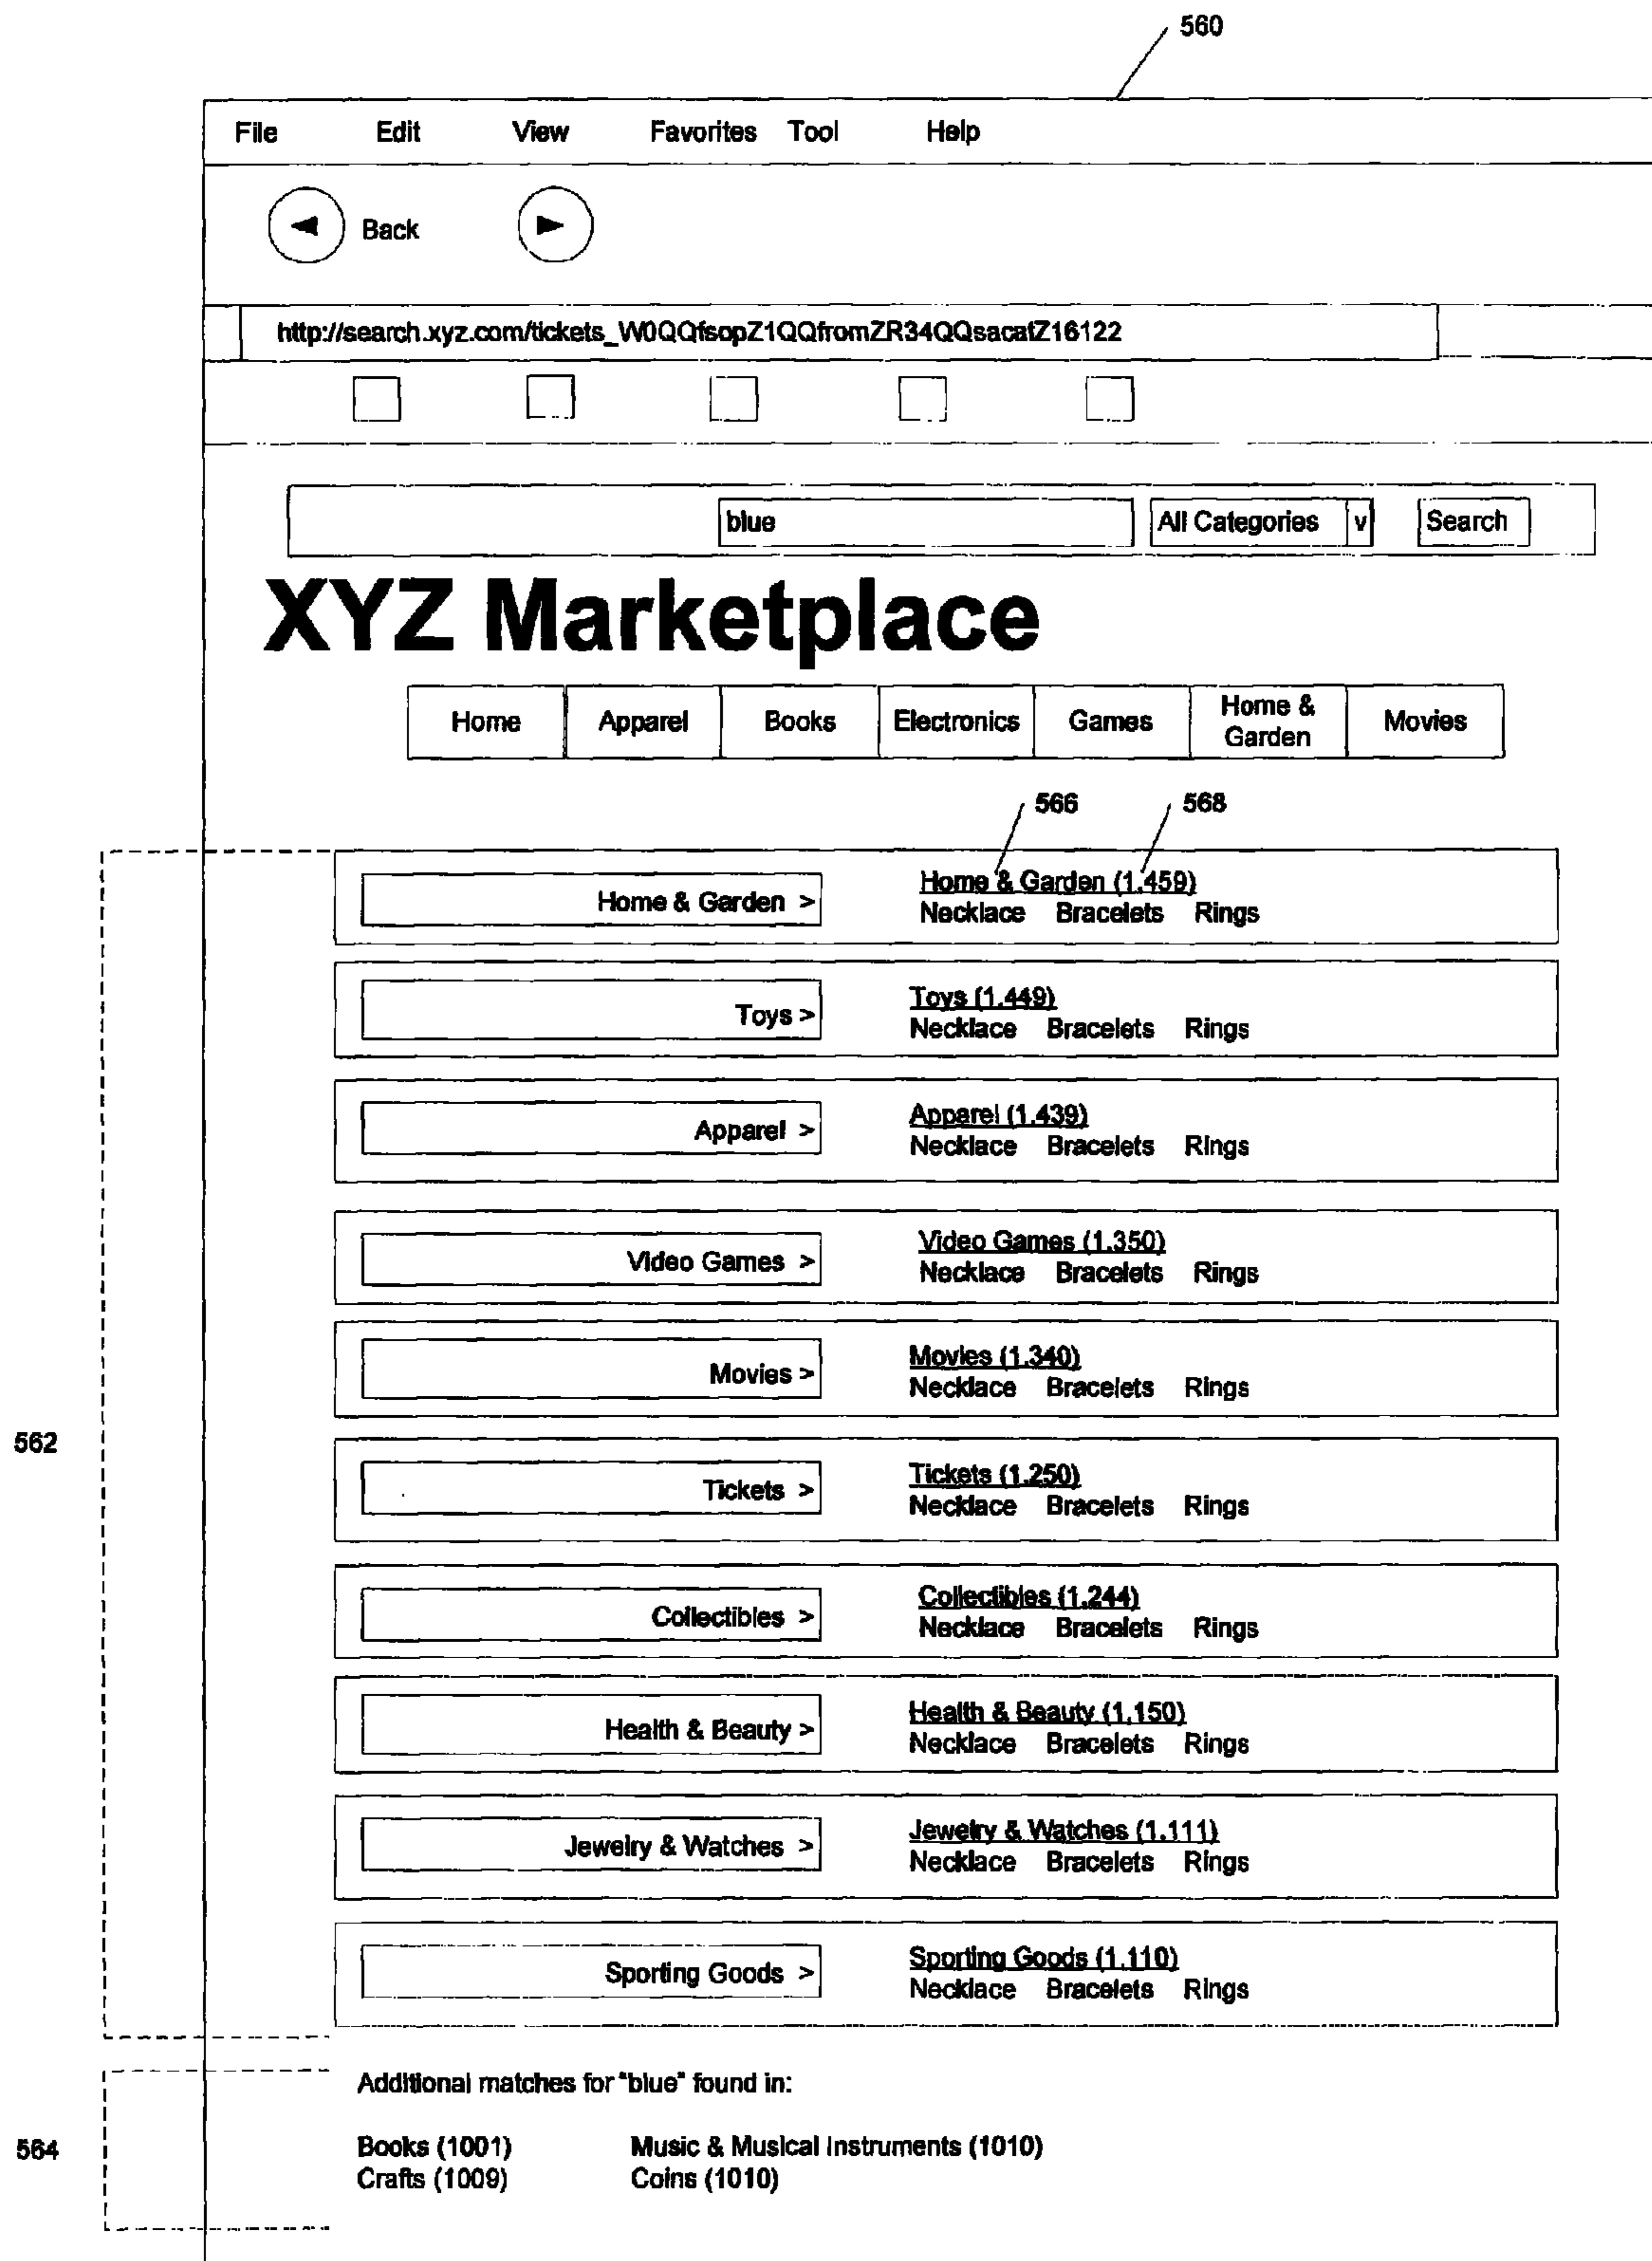 560
File Edit View Favorites Tool Help
Back
http://search.xyz.com/tickets_W0QQfsopZ1QQfromZR34QQsacatZ16122
blue All Categories v Search
XYZ Marketplace
Home Apparel Books Electronics Games Home & Garden Movies
566 568
Home & Garden > Home & Garden (1.459)
Necklace Bracelets Rings
Toys > Toys (1.449)
Necklace Bracelets Rings
Apparel > Apparel (1.439)
Necklace Bracelets Rings
Video Games > Video Games (1.350)
Necklace Bracelets Rings
Movies > Movies (1.340)
Necklace Bracelets Rings
562
Tickets > Tickets (1.250)
Necklace Bracelets Rings
Collectibles > Collectibles (1.244)
Necklace Bracelets Rings
Health & Beauty > Health & Beauty (1.150)
Necklace Bracelets Rings
Jewelry & Watches > Jewelry & Watches (1.111)
Necklace Bracelets Rings
Sporting Goods > Sporting Goods (1.110)
Necklace Bracelets Rings
Additional matches for "blue" found in:
564
Books (1001) Music & Musical Instruments (1010)
Crafts (1009) Coins (1010)